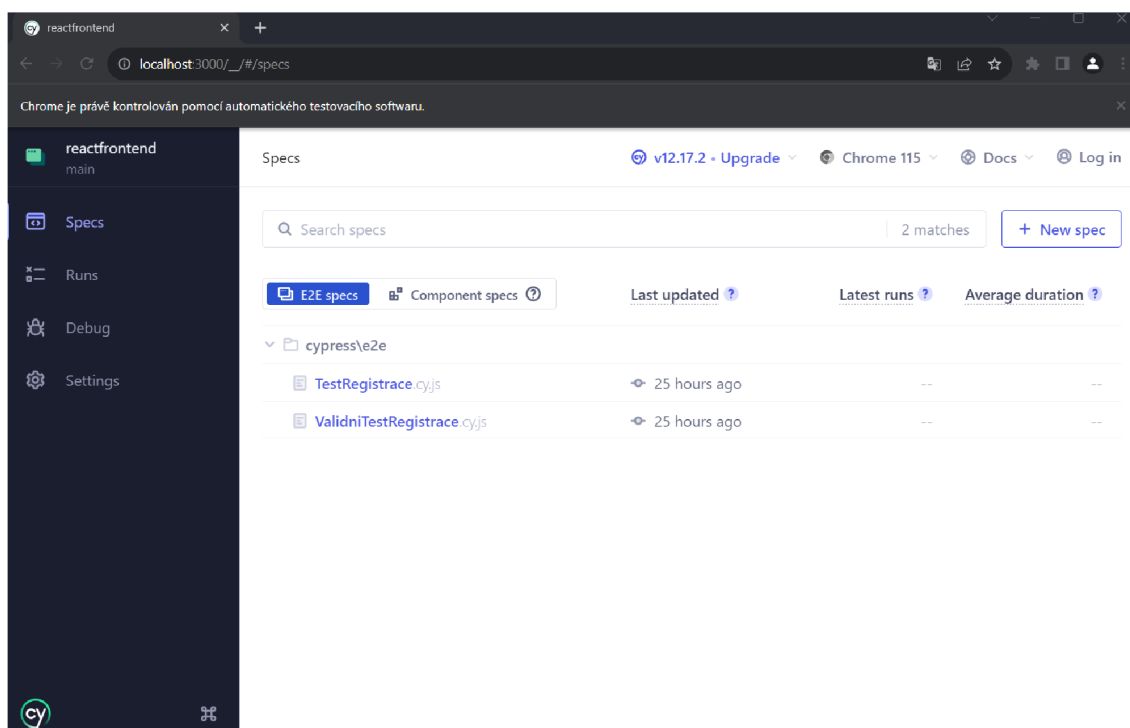 reactfrontend
localhost:3000/__/#/specs
Chrome je právě kontrolován pomocí automatického testovacího softwaru.
reactfrontend
main
Specs
Runs
Debug
Settings
cy
Specs
v12.17.2 • Upgrade
Chrome 115
Docs
Log in
Search specs
2 matches
+ New spec
E2E specs
Component specs
Last updated
Latest runs
Average duration
cypress\e2e
TestRegistrace.cy.js 25 hours ago -- --
ValidniTestRegistrace.cy.js 25 hours ago -- --